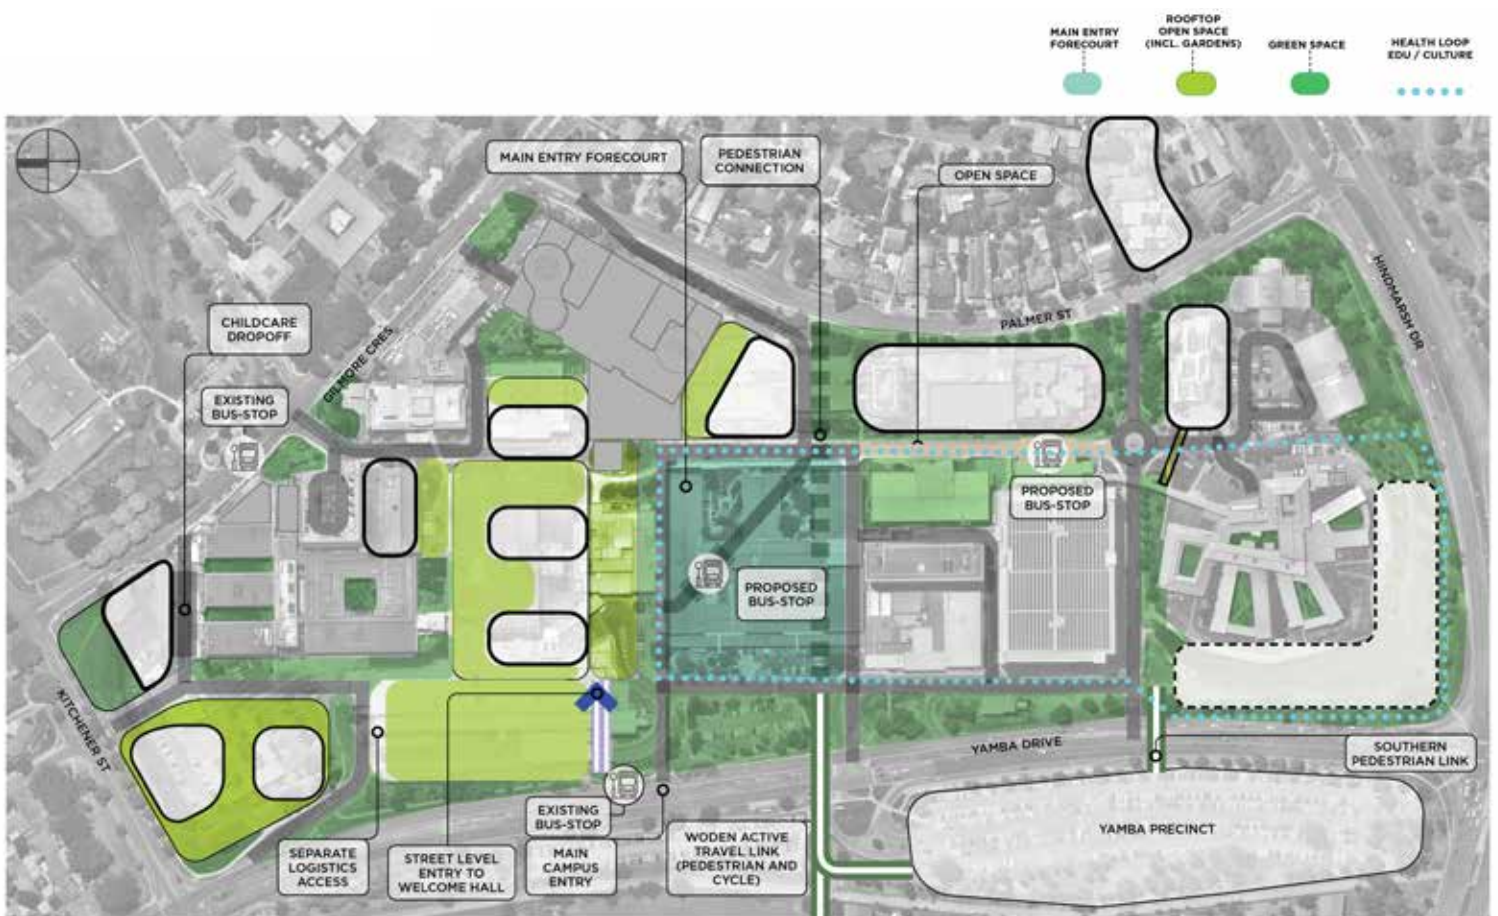 MAIN ENTRY
FORECOURT
ROOFTOP
OPEN SPACE
(INCL. GARDENS)
GREEN SPACE
HEALTH LOOP
EDU / CULTURE
MAIN ENTRY FORECOURT
PEDESTRIAN
CONNECTION
OPEN SPACE
HINDMARSH DR
PALMER ST
CHILDCARE
DROPOFF
GILMORE CRES
EXISTING
BUS-STOP
PROPOSED
BUS-STOP
PROPOSED
BUS-STOP
KITCHENER ST
YAMBA DRIVE
SOUTHERN
PEDESTRIAN LINK
EXISTING
BUS-STOP
YAMBA PRECINCT
SEPARATE
LOGISTICS
ACCESS
STREET LEVEL
ENTRY TO
WELCOME HALL
MAIN
CAMPUS
ENTRY
WODEN ACTIVE
TRAVEL LINK
(PEDESTRIAN AND
CYCLE)